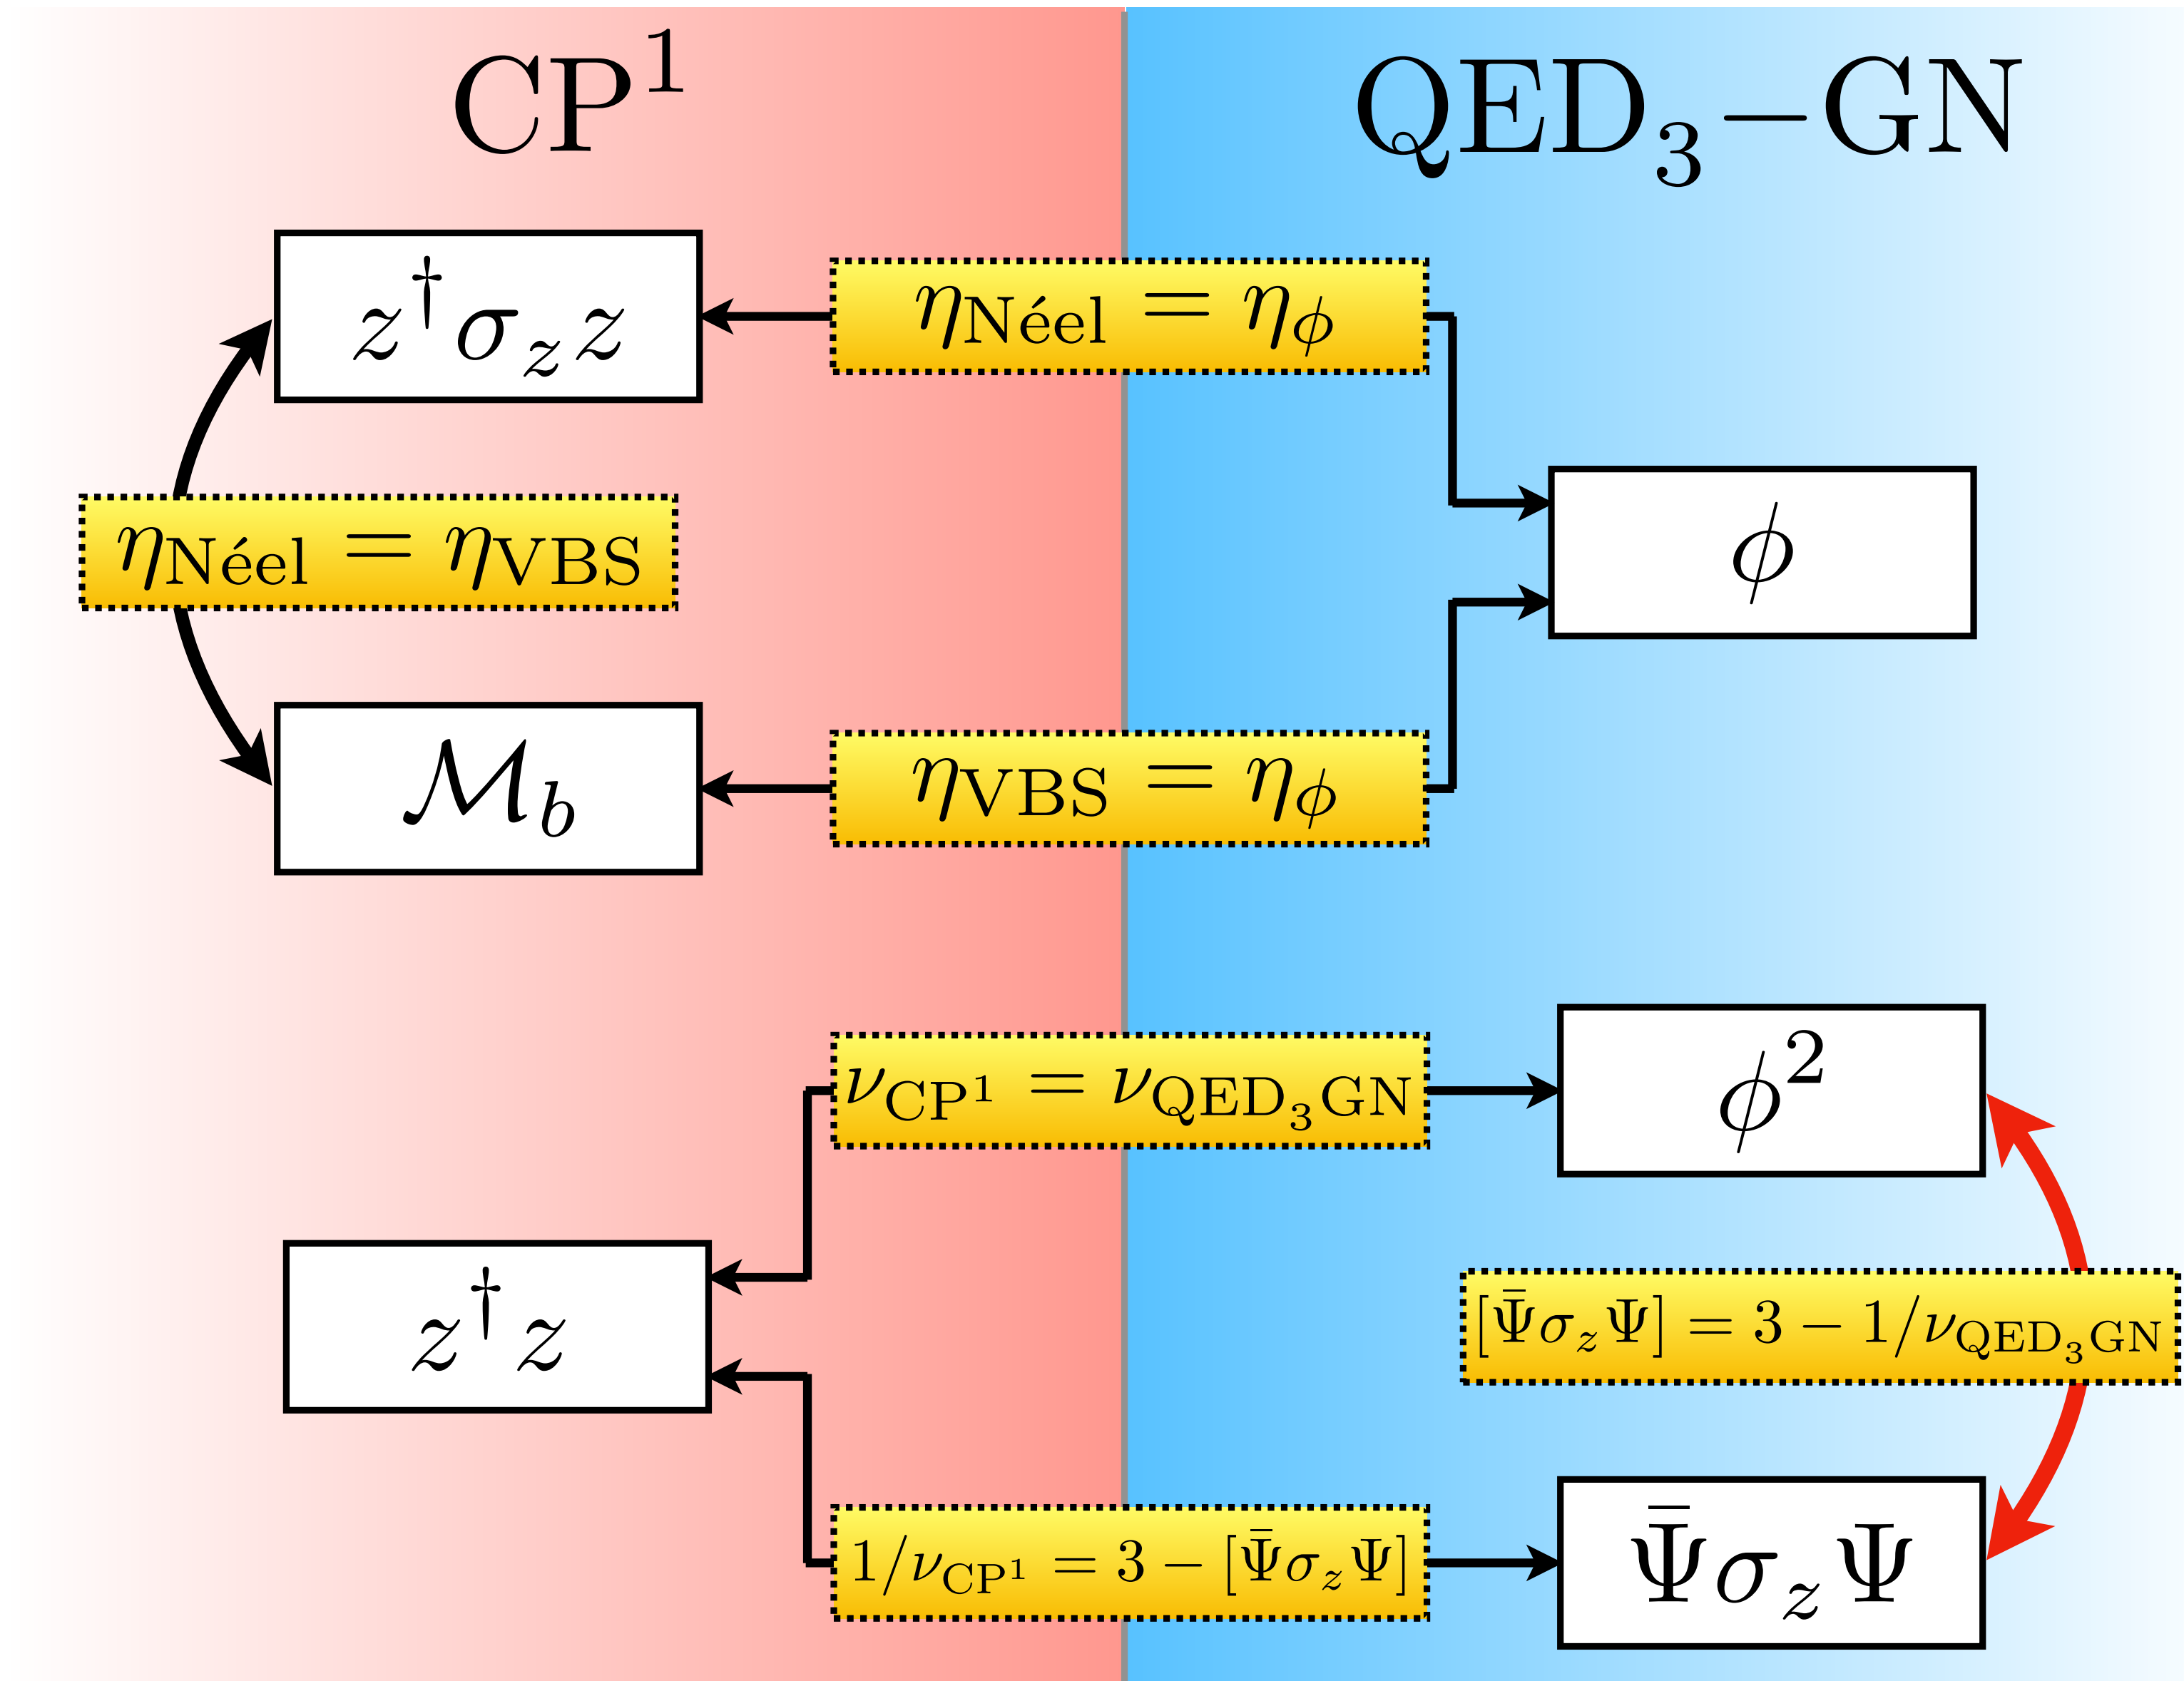 CP¹ QED₃−GN
z†σ_z z
η_Néel = η_ϕ
ϕ
η_Néel = η_VBS
ℳ_b
η_VBS = η_ϕ
ϕ²
ν_CP¹ = ν_QED₃GN
z†z
[Ψ̄σ_zΨ] = 3 − 1/ν_QED₃GN
1/ν_CP¹ = 3 − [Ψ̄σ_zΨ]
Ψ̄σ_zΨ